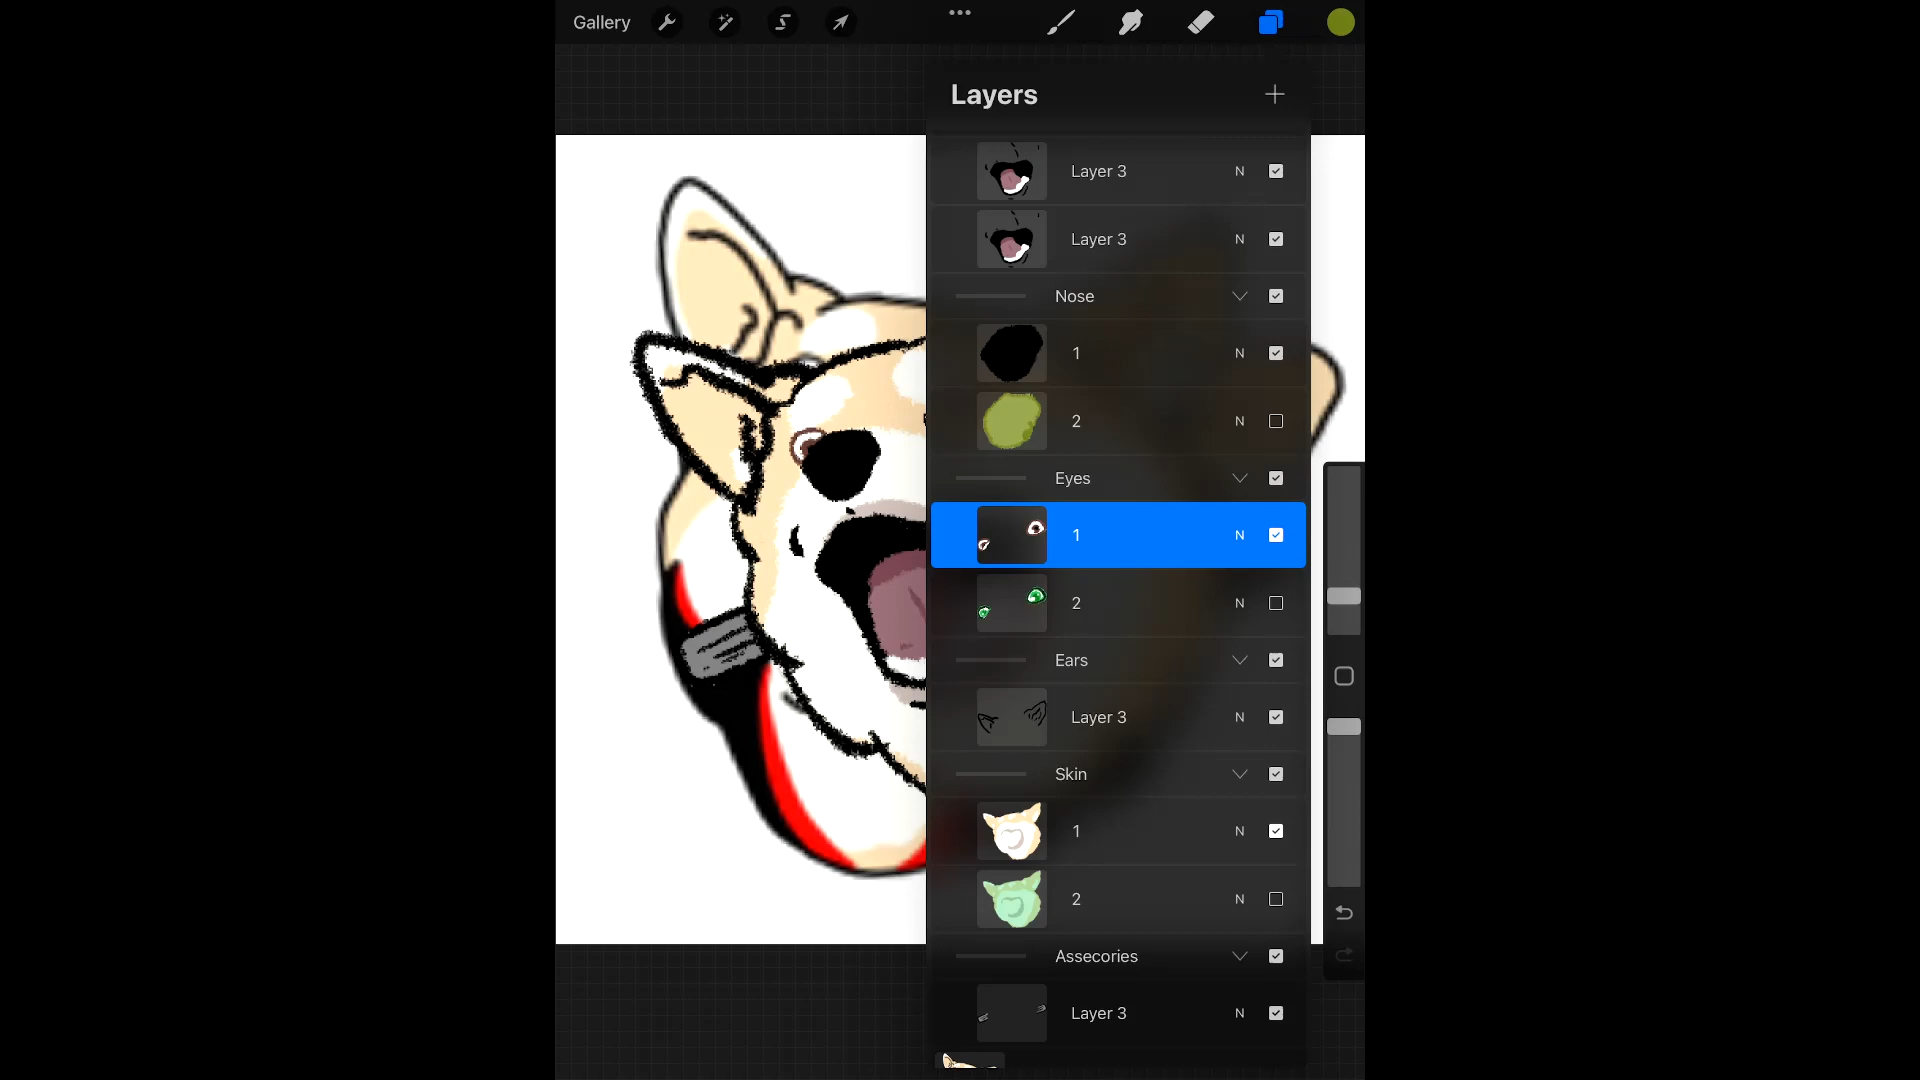 Gallery
Layers
Layer 3 N
Layer 3 N
Nose
1 N
2 N
Eyes
1 N
2 N
Ears
Layer 3 N
Skin
1 N
2 N
Assecories
Layer 3 N